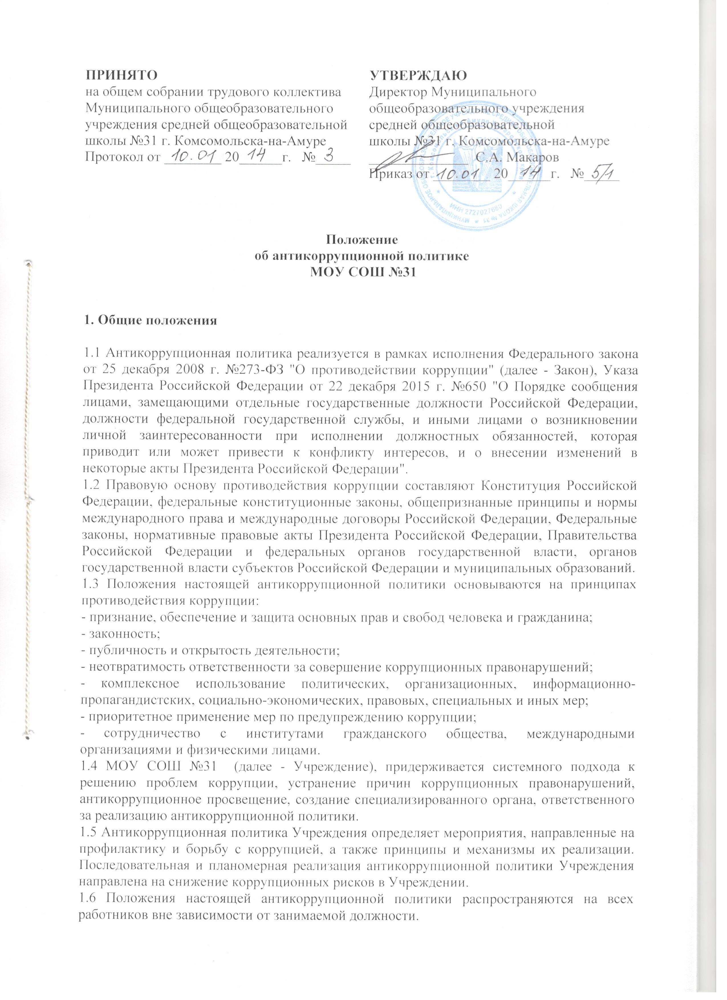 ПРИНЯТО
на общем собрании трудового коллектива
Муниципального общеобразовательного
учреждения средней общеобразовательной
школы №31 г. Комсомольска-на-Амуре
Протокол от 10.01 2014 г. № 3
УТВЕРЖДАЮ
Директор Муниципального
общеобразовательного учреждения
средней общеобразовательной
школы №31 г. Комсомольска-на-Амуре
С.А. Макаров
Приказ от 10.01 2014 г. № 5/1
ИНН 2727027680
Положение
об антикоррупционной политике
МОУ СОШ №31
1. Общие положения
1.1 Антикоррупционная политика реализуется в рамках исполнения Федерального закона
от 25 декабря 2008 г. №273-ФЗ "О противодействии коррупции" (далее - Закон), Указа
Президента Российской Федерации от 22 декабря 2015 г. №650 "О Порядке сообщения
лицами, замещающими отдельные государственные должности Российской Федерации,
должности федеральной государственной службы, и иными лицами о возникновении
личной заинтересованности при исполнении должностных обязанностей, которая
приводит или может привести к конфликту интересов, и о внесении изменений в
некоторые акты Президента Российской Федерации".
1.2 Правовую основу противодействия коррупции составляют Конституция Российской
Федерации, федеральные конституционные законы, общепризнанные принципы и нормы
международного права и международные договоры Российской Федерации, Федеральные
законы, нормативные правовые акты Президента Российской Федерации, Правительства
Российской Федерации и федеральных органов государственной власти, органов
государственной власти субъектов Российской Федерации и муниципальных образований.
1.3 Положения настоящей антикоррупционной политики основываются на принципах
противодействия коррупции:
- признание, обеспечение и защита основных прав и свобод человека и гражданина;
- законность;
- публичность и открытость деятельности;
- неотвратимость ответственности за совершение коррупционных правонарушений;
- комплексное использование политических, организационных, информационно-
пропагандистских, социально-экономических, правовых, специальных и иных мер;
- приоритетное применение мер по предупреждению коррупции;
- сотрудничество с институтами гражданского общества, международными
организациями и физическими лицами.
1.4 МОУ СОШ №31 (далее - Учреждение), придерживается системного подхода к
решению проблем коррупции, устранение причин коррупционных правонарушений,
антикоррупционное просвещение, создание специализированного органа, ответственного
за реализацию антикоррупционной политики.
1.5 Антикоррупционная политика Учреждения определяет мероприятия, направленные на
профилактику и борьбу с коррупцией, а также принципы и механизмы их реализации.
Последовательная и планомерная реализация антикоррупционной политики Учреждения
направлена на снижение коррупционных рисков в Учреждении.
1.6 Положения настоящей антикоррупционной политики распространяются на всех
работников вне зависимости от занимаемой должности.